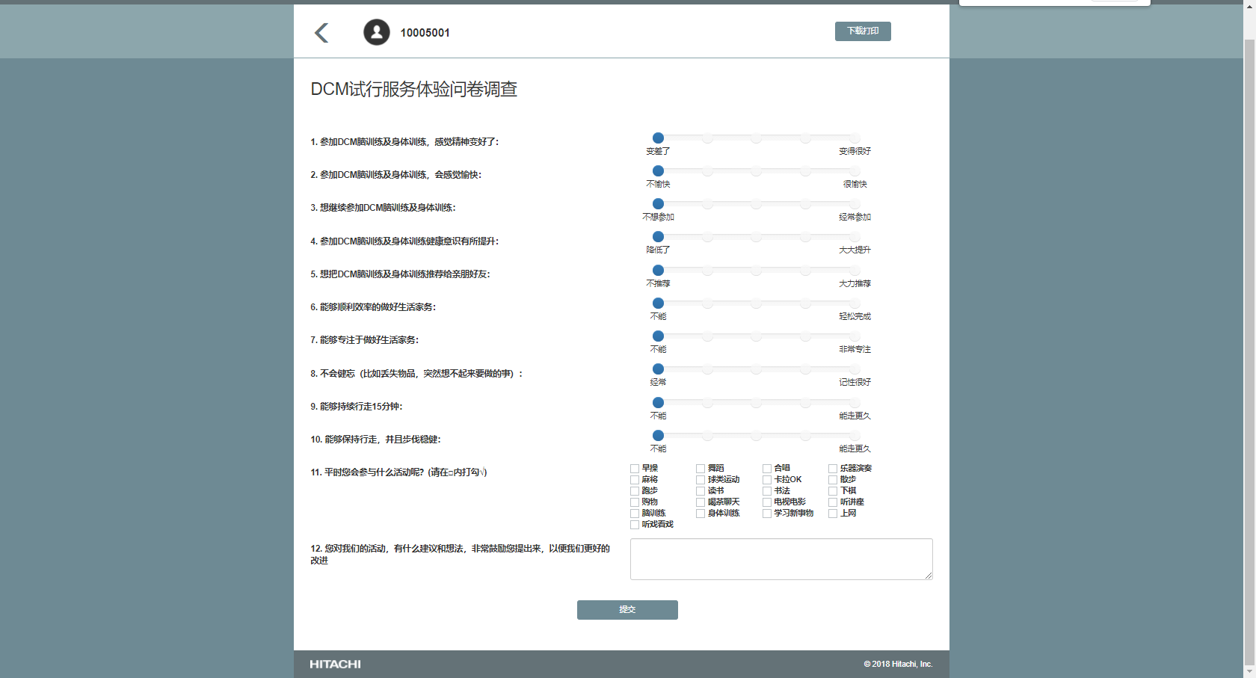 10005001
下载打印
DCM试行服务体验问卷调查
1. 参加DCM脑训练及身体训练，感觉精神变好了：
变差了
变得很好
2. 参加DCM脑训练及身体训练，会感觉愉快：
不愉快
很愉快
3. 想继续参加DCM脑训练及身体训练：
不想参加
经常参加
4. 参加DCM脑训练及身体训练健康意识有所提升：
降低了
大大提升
5. 想把DCM脑训练及身体训练推荐给亲朋好友：
不推荐
大力推荐
6. 能够顺利效率的做好生活家务：
不能
轻松完成
7. 能够专注于做好生活家务：
不能
非常专注
8. 不会健忘（比如丢失物品，突然想不起来要做的事）：
经常
记性很好
9. 能够持续行走15分钟：
不能
能走更久
10. 能够保持行走，并且步伐稳健：
不能
能走更久
11. 平时您会参与什么活动呢？(请在□内打勾√)
早操 舞蹈 合唱 乐器演奏
麻将 球类运动 卡拉OK 散步
跑步 读书 书法 下棋
购物 喝茶聊天 电视电影 听讲座
脑训练 身体训练 学习新事物 上网
听戏看戏
12. 您对我们的活动，有什么建议和想法，非常鼓励您提出来，以便我们更好的
改进
提交
HITACHI
© 2018 Hitachi, Inc.